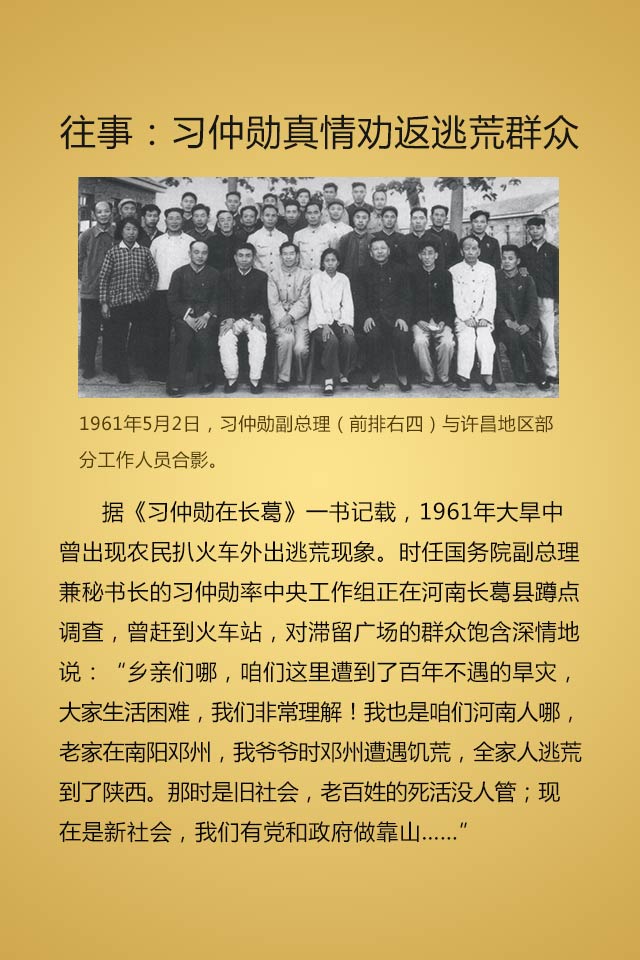 往事：习仲勋真情劝返逃荒群众
1961年5月2日，习仲勋副总理（前排右四）与许昌地区部
分工作人员合影。
据《习仲勋在长葛》一书记载，1961年大旱中
曾出现农民扒火车外出逃荒现象。时任国务院副总理
兼秘书长的习仲勋率中央工作组正在河南长葛县蹲点
调查，曾赶到火车站，对滞留广场的群众饱含深情地
说：“乡亲们哪，咱们这里遭到了百年不遇的旱灾，
大家生活困难，我们非常理解！我也是咱们河南人哪，
老家在南阳邓州，我爷爷时邓州遭遇饥荒，全家人逃荒
到了陕西。那时是旧社会，老百姓的死活没人管；现
在是新社会，我们有党和政府做靠山……”